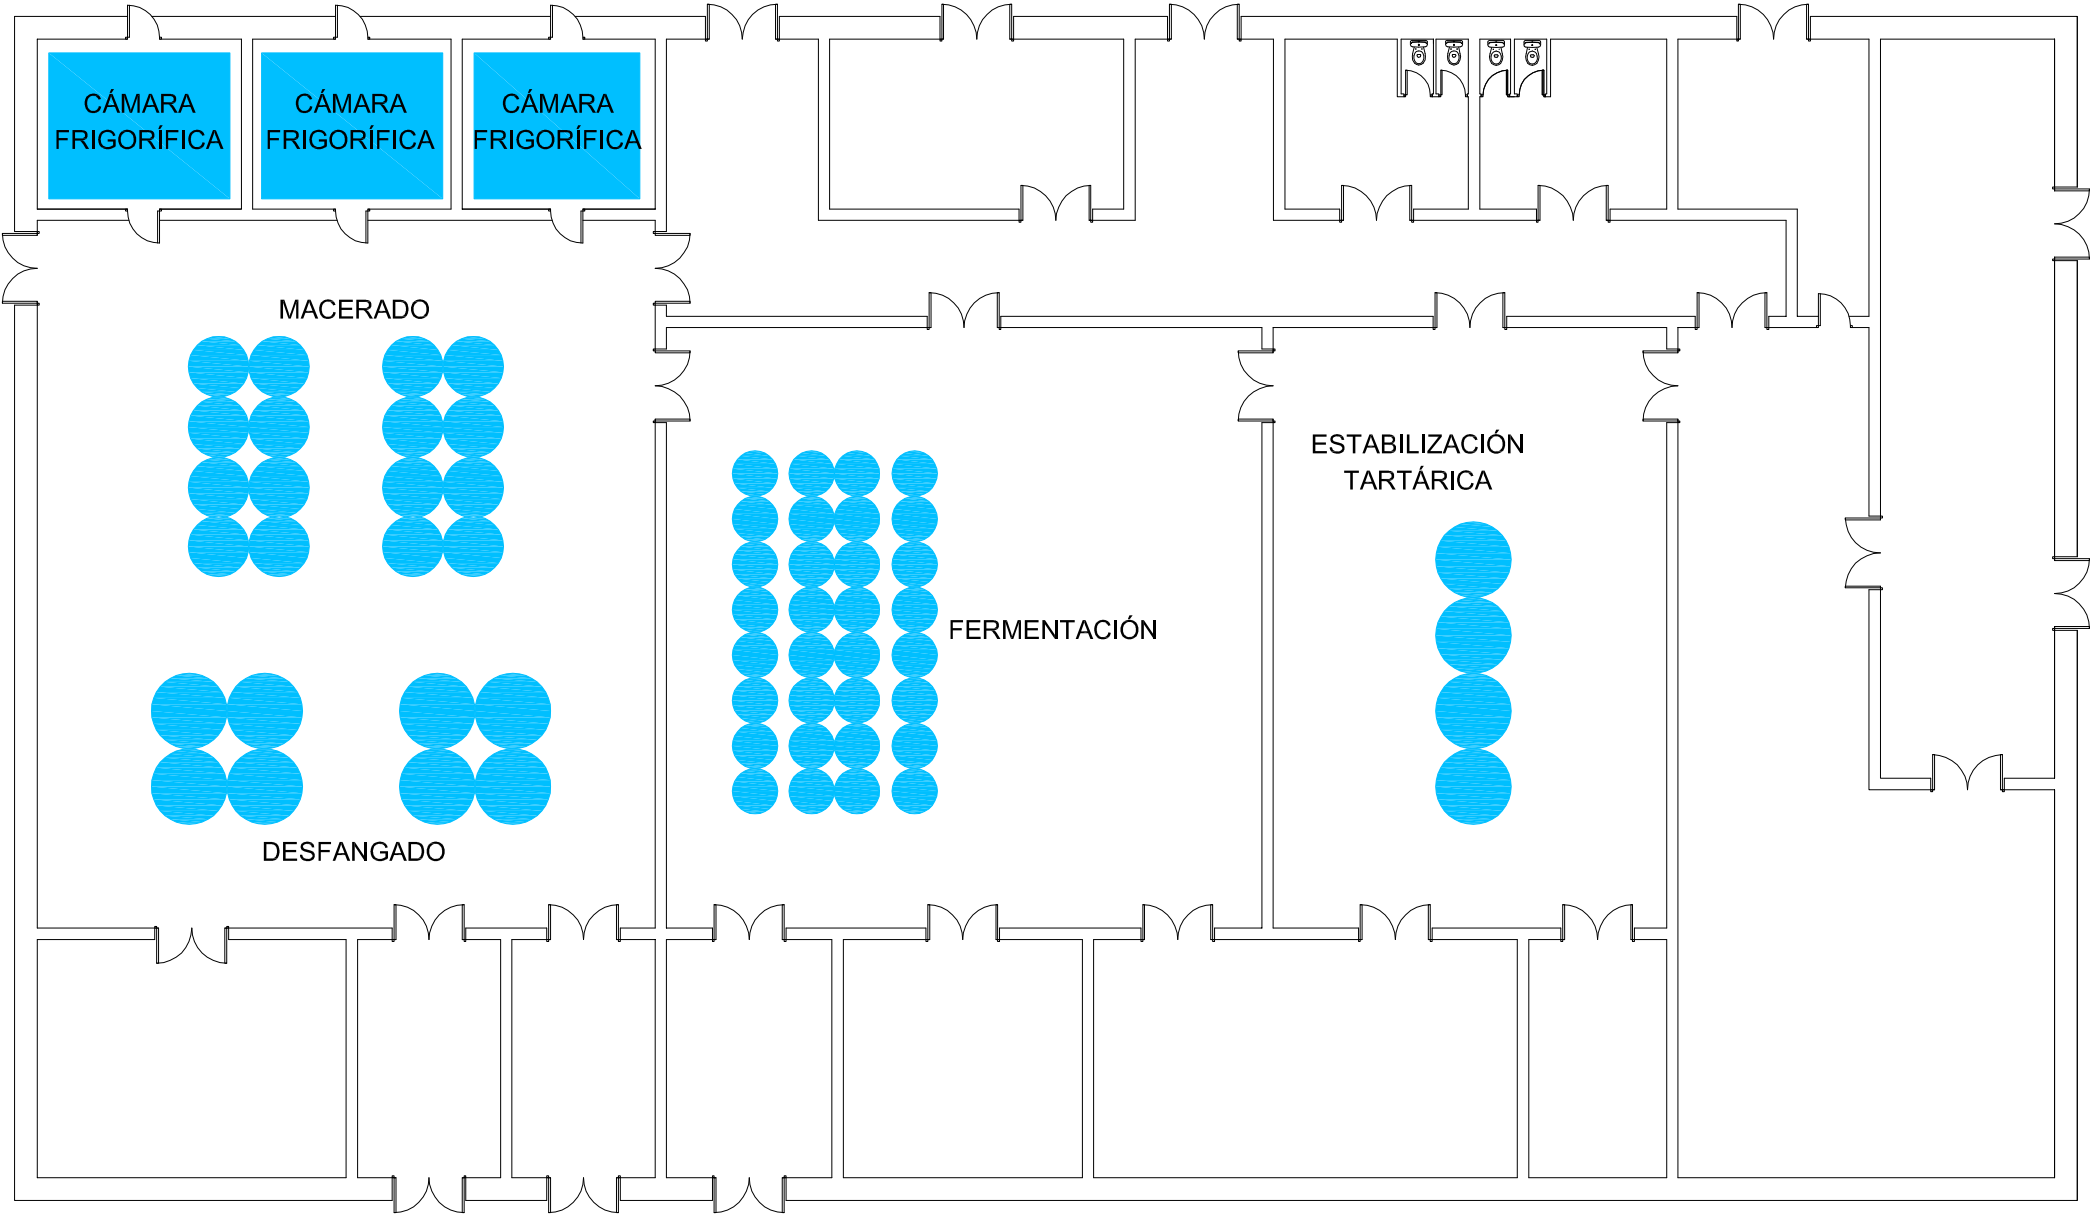 CÁMARA
FRIGORÍFICA
CÁMARA
FRIGORÍFICA
CÁMARA
FRIGORÍFICA
MACERADO
ESTABILIZACIÓN
TARTÁRICA
FERMENTACIÓN
DESFANGADO